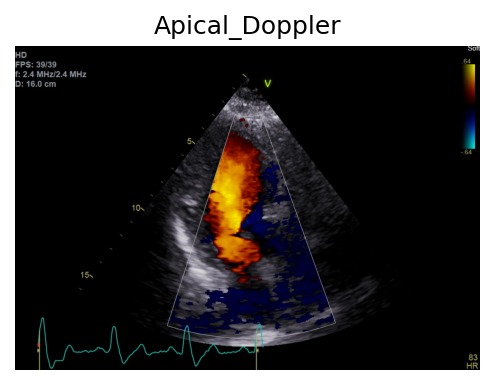 Apical_Doppler
HD
FPS: 39/39
f: 2.4 MHz/2.4 MHz
D: 16.0 cm
V
Soft
.64
-.64
5
10
15
83
HR